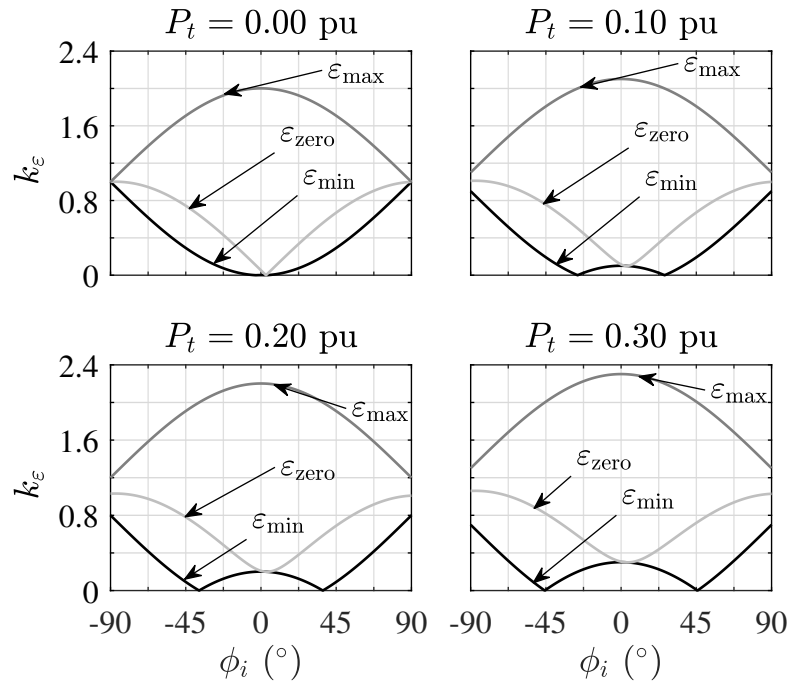 P_t = 0.00 pu
P_t = 0.10 pu
2.4
1.6
0.8
0
k_ε
ε_max
ε_zero
ε_min
ε_max
ε_zero
ε_min
P_t = 0.20 pu
P_t = 0.30 pu
2.4
1.6
0.8
0
k_ε
ε_max
ε_zero
ε_min
ε_max
ε_zero
ε_min
-90 -45 0 45 90
-90 -45 0 45 90
ϕ_i (°)
ϕ_i (°)